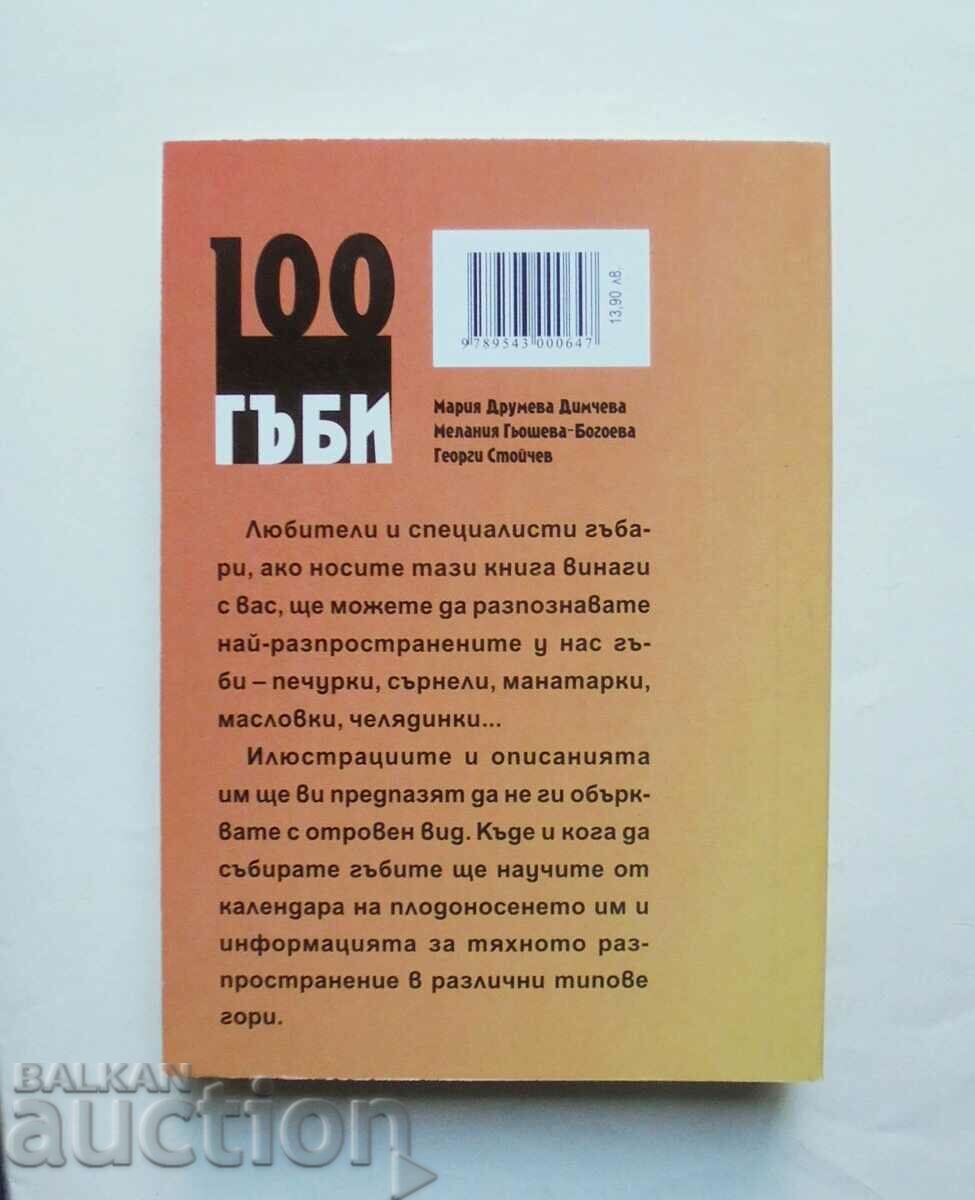 100
ГЪБИ
13,90 лв.
9 789543 000647
Мария Друмева Димчева
Мелания Гьошева-Богоева
Георги Стойчев
Любители и специалисти гъба-
ри, ако носите тази книга винаги
с вас, ще можете да разпознавате
най-разпространените у нас гъ-
би – печурки, сърнели, манатарки,
масловки, челядинки...
Илюстрациите и описанията
им ще ви предпазят да не ги обърк-
вате с отровен вид. Къде и кога да
събирате гъбите ще научите от
календара на плодоносенето им и
информацията за тяхното раз-
пространение в различни типове
гори.
BALKAN
auction